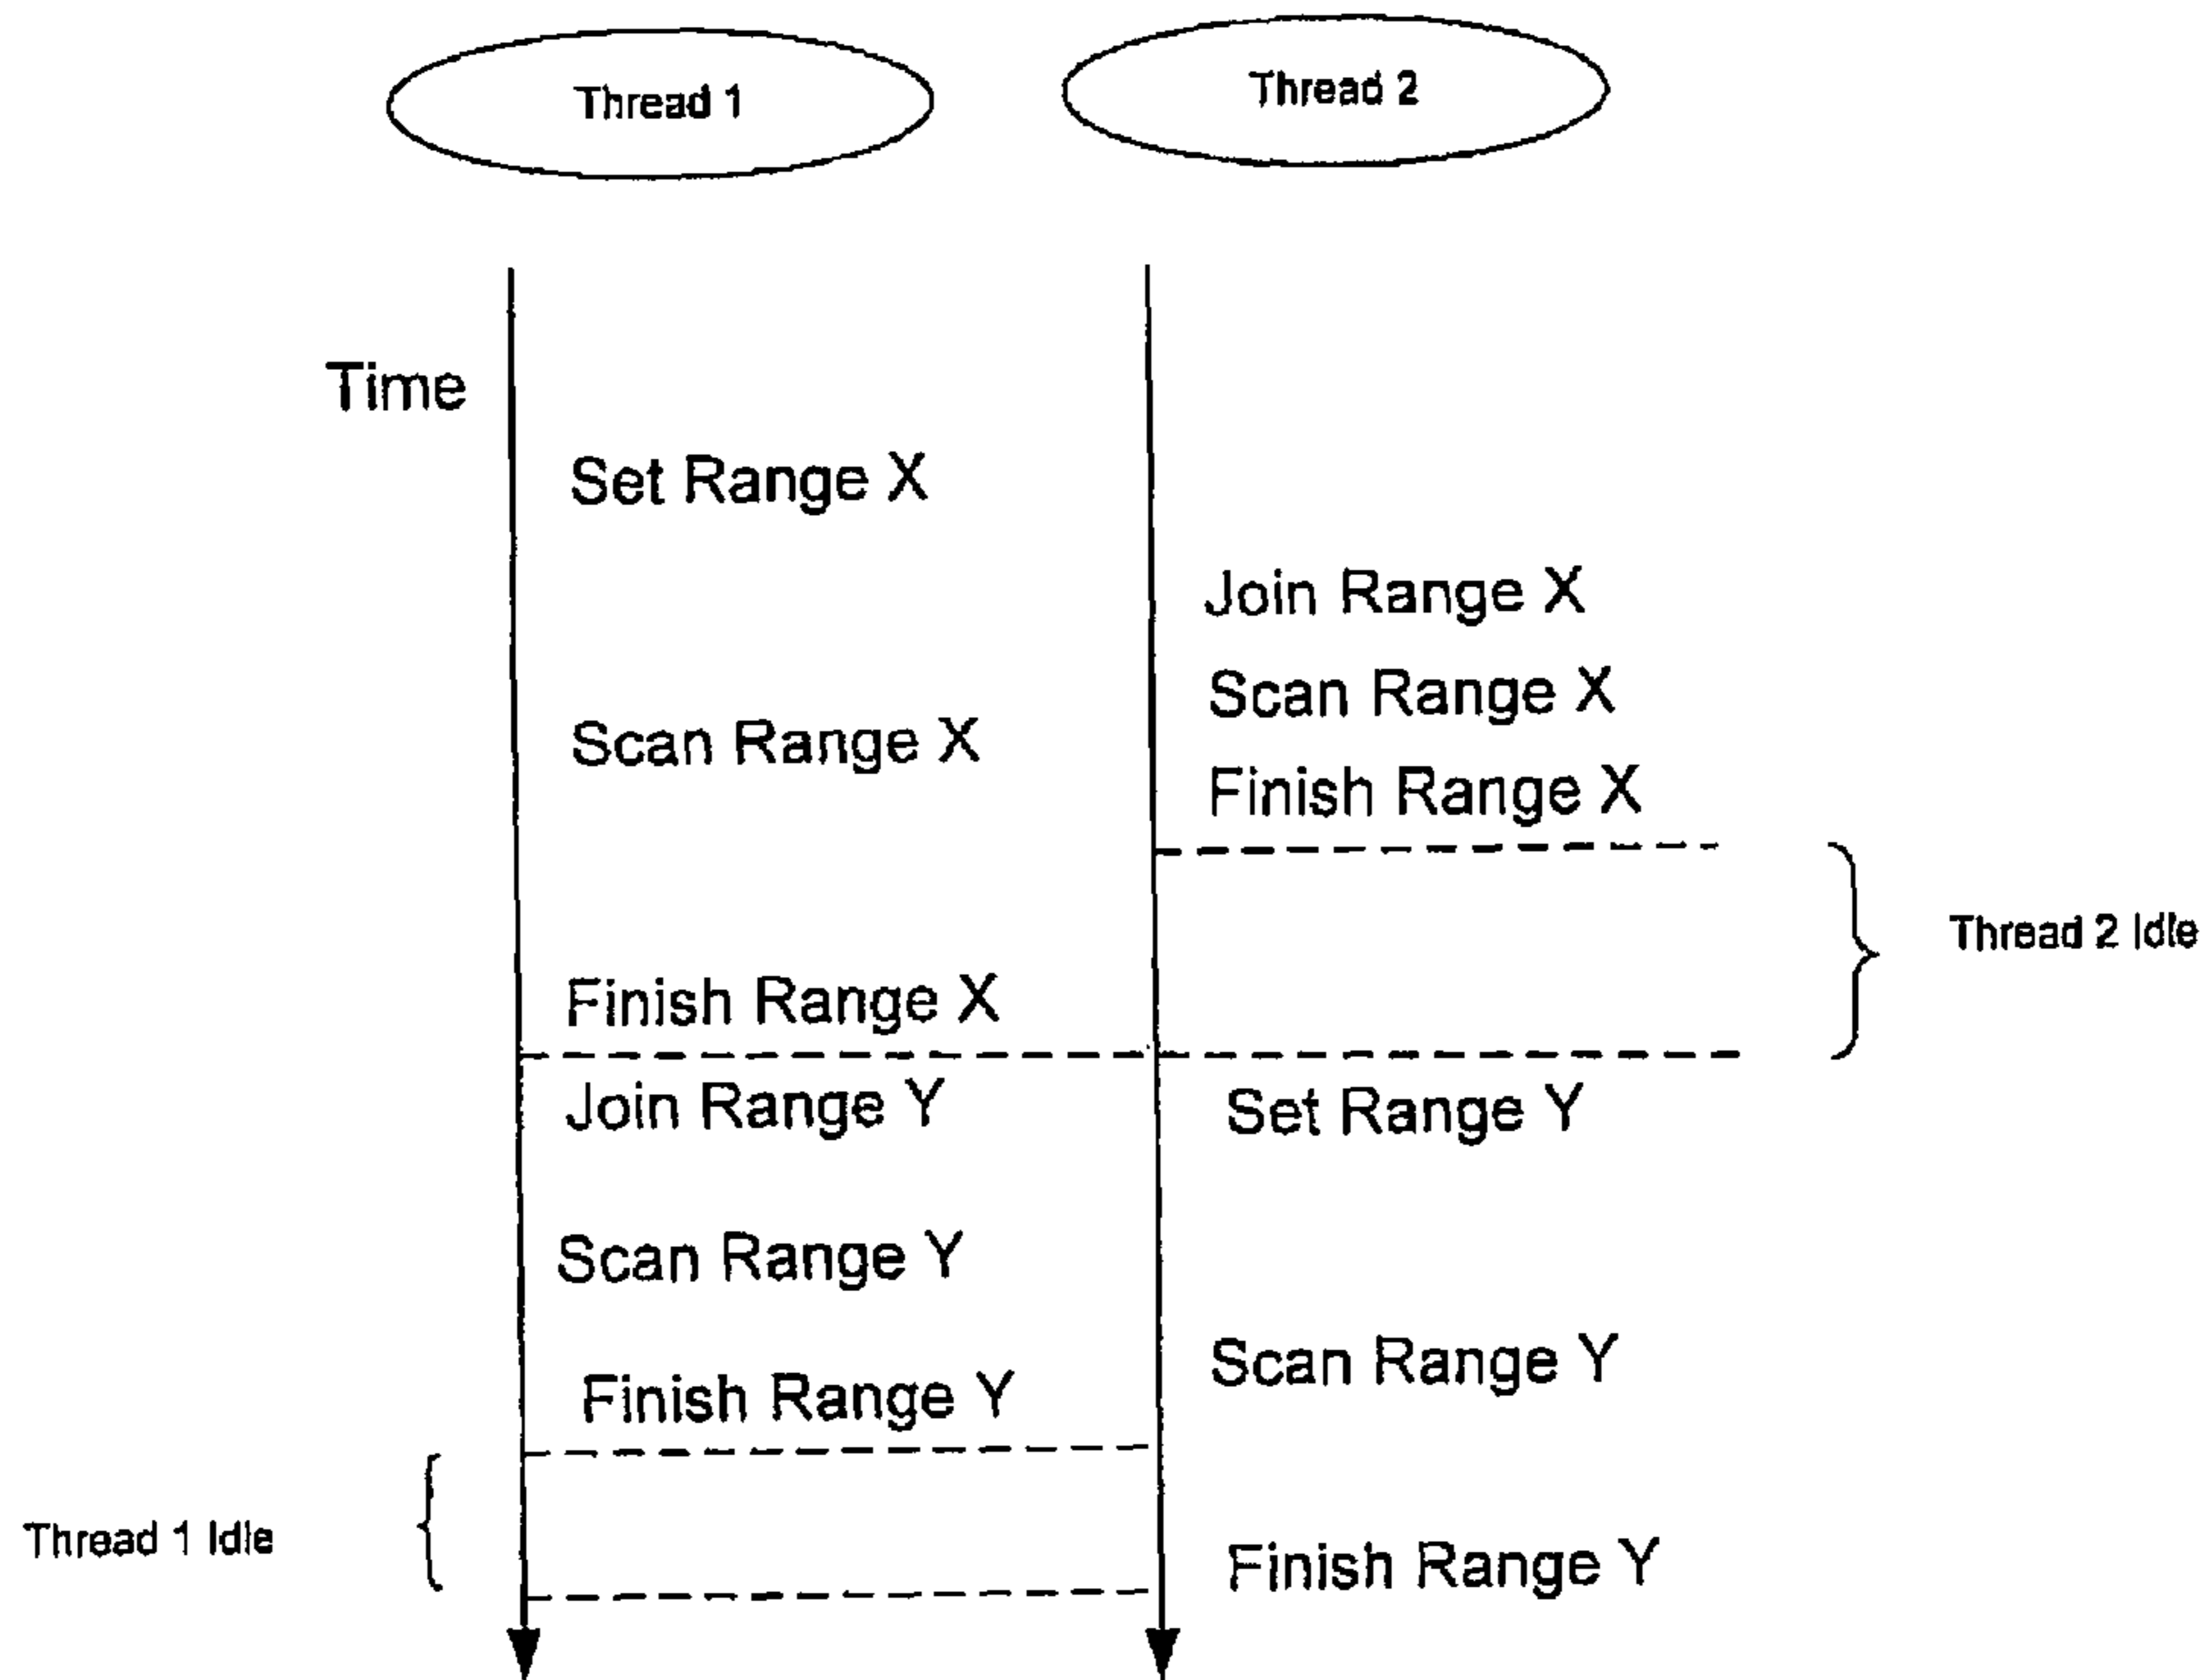 Thread 1
Thread 2
Time
Set Range X
Join Range X
Scan Range X
Scan Range X
Finish Range X
Thread 2 Idle
Finish Range X
Join Range Y
Set Range Y
Scan Range Y
Scan Range Y
Finish Range Y
Thread 1 Idle
Finish Range Y